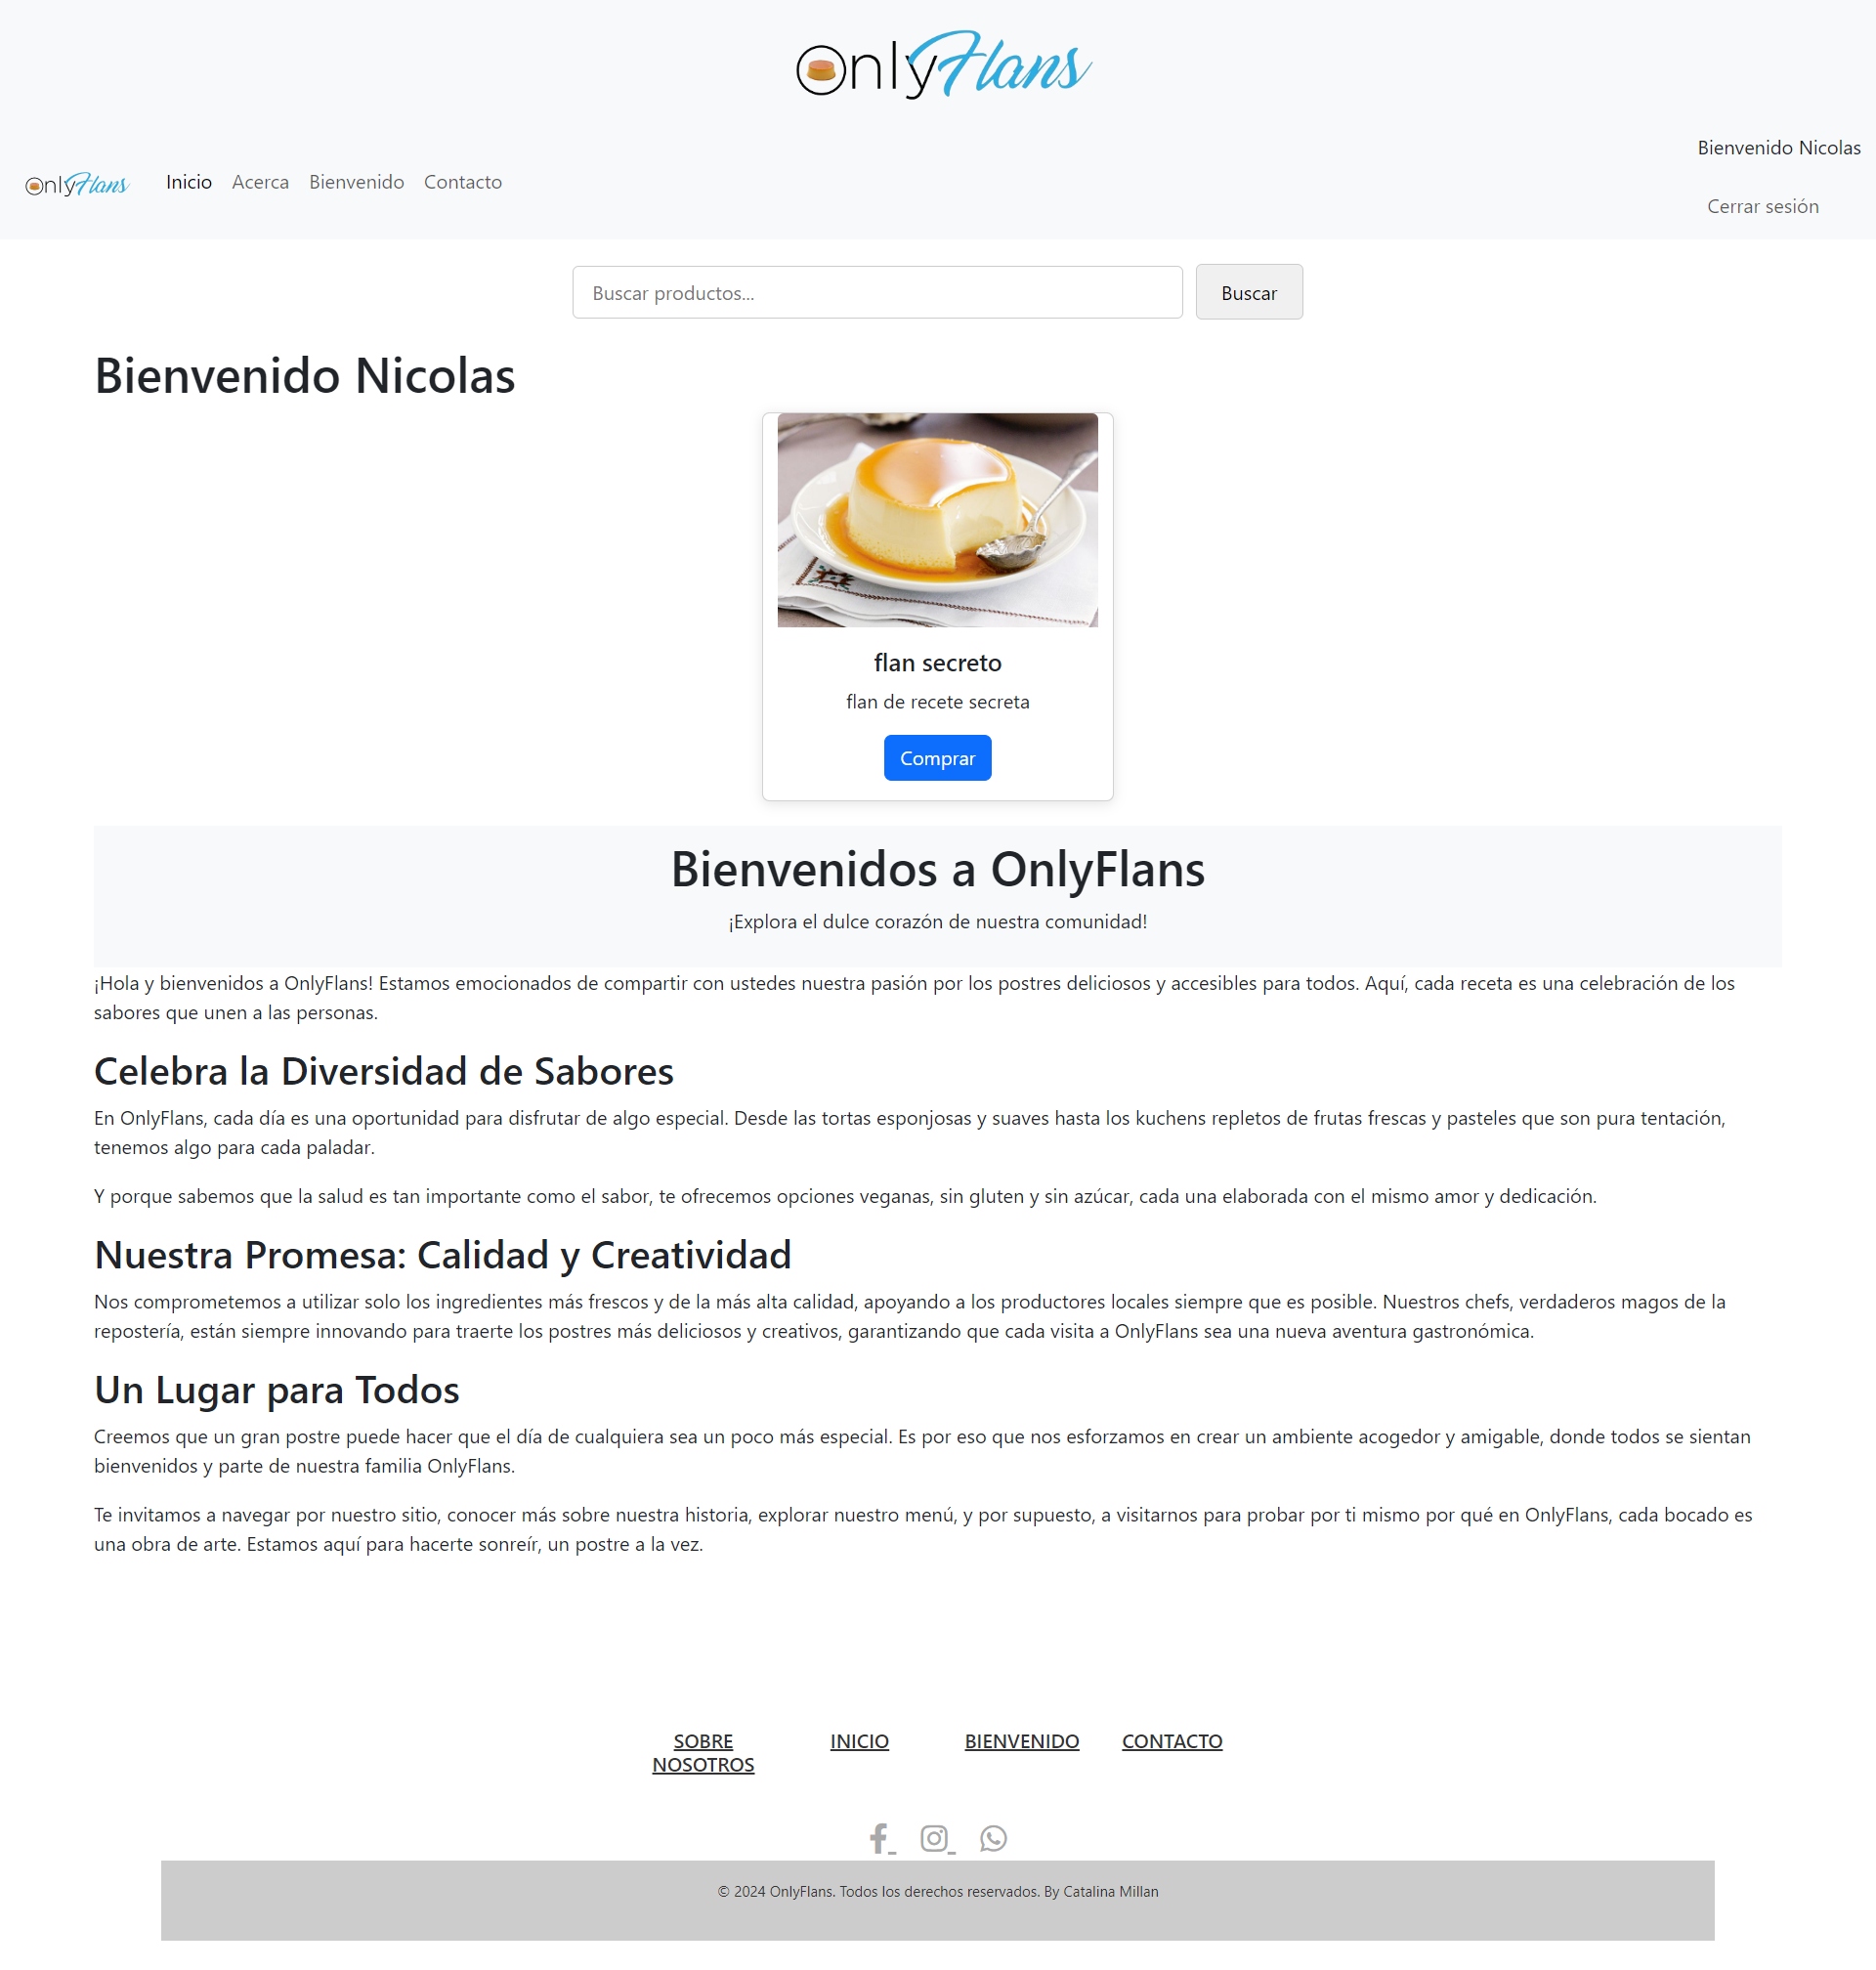 OnlyFlans
Bienvenido Nicolas
OnlyFlans Inicio Acerca Bienvenido Contacto
Cerrar sesión
Buscar productos... Buscar
Bienvenido Nicolas
flan secreto
flan de recete secreta
Comprar
Bienvenidos a OnlyFlans
¡Explora el dulce corazón de nuestra comunidad!
¡Hola y bienvenidos a OnlyFlans! Estamos emocionados de compartir con ustedes nuestra pasión por los postres deliciosos y accesibles para todos. Aquí, cada receta es una celebración de los
sabores que unen a las personas.
Celebra la Diversidad de Sabores
En OnlyFlans, cada día es una oportunidad para disfrutar de algo especial. Desde las tortas esponjosas y suaves hasta los kuchens repletos de frutas frescas y pasteles que son pura tentación,
tenemos algo para cada paladar.
Y porque sabemos que la salud es tan importante como el sabor, te ofrecemos opciones veganas, sin gluten y sin azúcar, cada una elaborada con el mismo amor y dedicación.
Nuestra Promesa: Calidad y Creatividad
Nos comprometemos a utilizar solo los ingredientes más frescos y de la más alta calidad, apoyando a los productores locales siempre que es posible. Nuestros chefs, verdaderos magos de la
repostería, están siempre innovando para traerte los postres más deliciosos y creativos, garantizando que cada visita a OnlyFlans sea una nueva aventura gastronómica.
Un Lugar para Todos
Creemos que un gran postre puede hacer que el día de cualquiera sea un poco más especial. Es por eso que nos esforzamos en crear un ambiente acogedor y amigable, donde todos se sientan
bienvenidos y parte de nuestra familia OnlyFlans.
Te invitamos a navegar por nuestro sitio, conocer más sobre nuestra historia, explorar nuestro menú, y por supuesto, a visitarnos para probar por ti mismo por qué en OnlyFlans, cada bocado es
una obra de arte. Estamos aquí para hacerte sonreír, un postre a la vez.
SOBRE
NOSOTROS
INICIO
BIENVENIDO
CONTACTO
© 2024 OnlyFlans. Todos los derechos reservados. By Catalina Millan